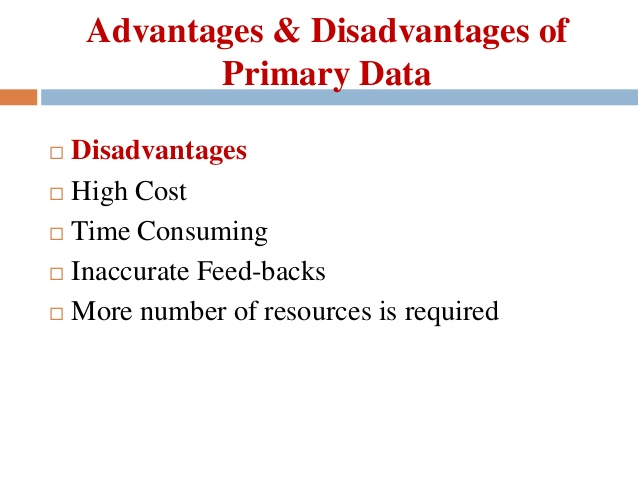 Advantages & Disadvantages of
Primary Data
Disadvantages
High Cost
Time Consuming
Inaccurate Feed-backs
More number of resources is required